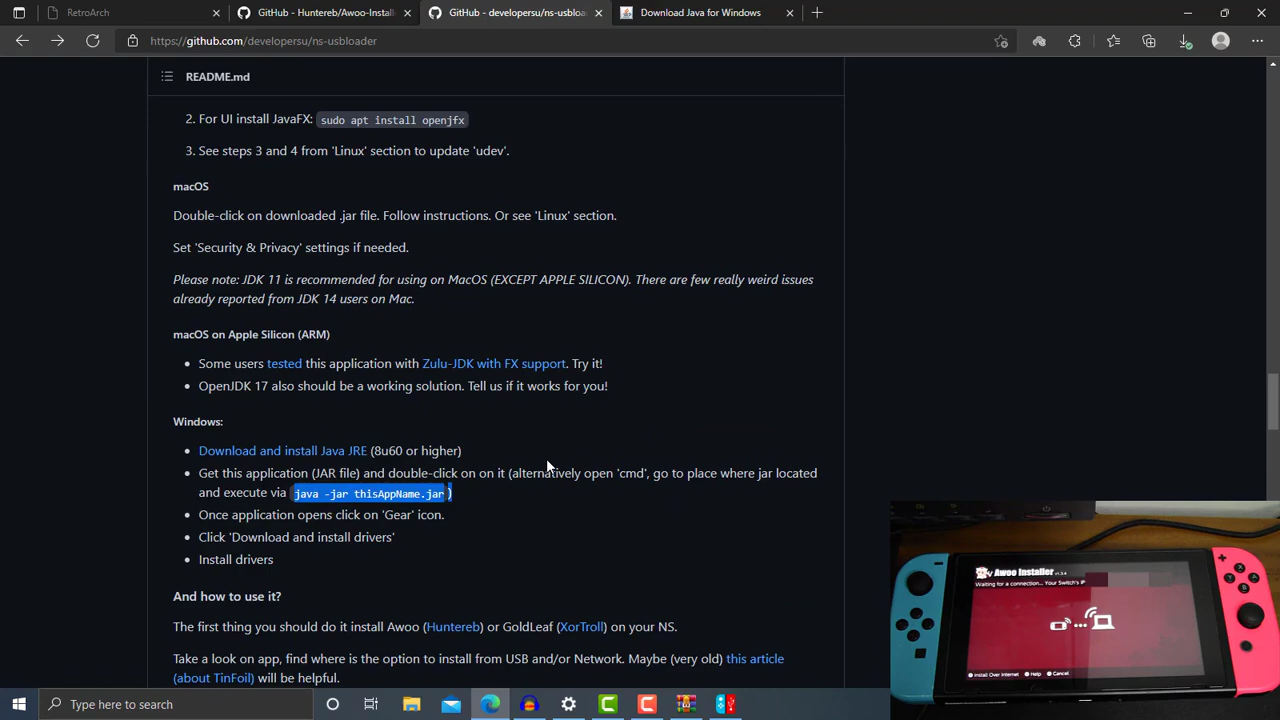 RetroArch
GitHub - Huntereb/Awoo-Install
GitHub - developersu/ns-usbload
Download Java for Windows
https://github.com/developersu/ns-usbloader
README.md
2. For UI install JavaFX: sudo apt install openjfx
3. See steps 3 and 4 from 'Linux' section to update 'udev'.
macOS
Double-click on downloaded .jar file. Follow instructions. Or see 'Linux' section.
Set 'Security & Privacy' settings if needed.
Please note: JDK 11 is recommended for using on MacOS (EXCEPT APPLE SILICON). There are few really weird issues
already reported from JDK 14 users on Mac.
macOS on Apple Silicon (ARM)
Some users tested this application with Zulu-JDK with FX support. Try it!
OpenJDK 17 also should be a working solution. Tell us if it works for you!
Windows:
Download and install Java JRE (8u60 or higher)
Get this application (JAR file) and double-click on on it (alternatively open 'cmd', go to place where jar located
and execute via java -jar thisAppName.jar )
Once application opens click on 'Gear' icon.
Click 'Download and install drivers'
Install drivers
And how to use it?
The first thing you should do it install Awoo (Huntereb) or GoldLeaf (XorTroll) on your NS.
Take a look on app, find where is the option to install from USB and/or Network. Maybe (very old) this article
(about TinFoil) will be helpful.
Awoo Installer v1.3.4
Waiting for a connection... Your Switch's IP
Install Over Internet Help Cancel
Type here to search